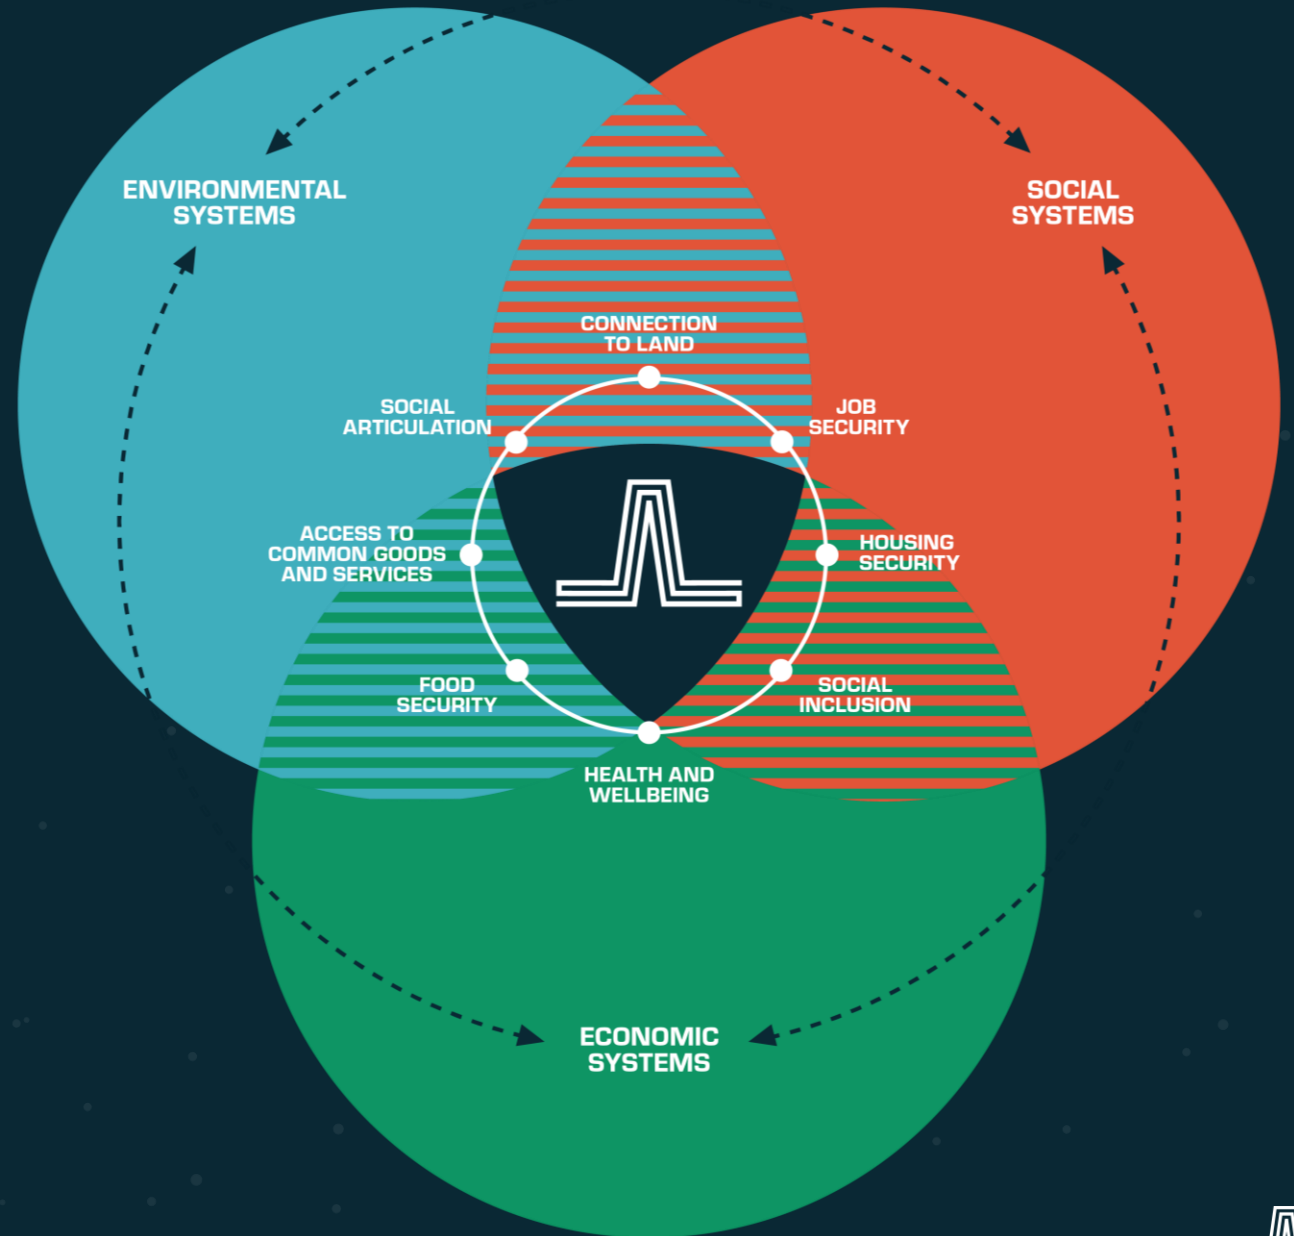 ENVIRONMENTAL
SYSTEMS
SOCIAL
SYSTEMS
CONNECTION
TO LAND
SOCIAL
ARTICULATION
JOB
SECURITY
ACCESS TO
COMMON GOODS
AND SERVICES
HOUSING
SECURITY
FOOD
SECURITY
SOCIAL
INCLUSION
HEALTH AND
WELLBEING
ECONOMIC
SYSTEMS